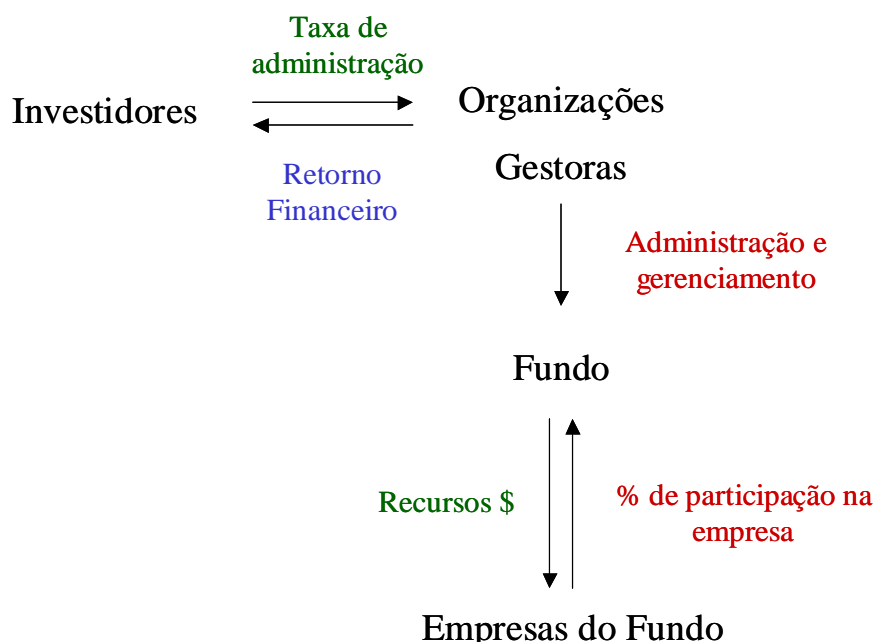 Taxa de
administração
Investidores
Organizações
Gestoras
Retorno
Financeiro
Administração e
gerenciamento
Fundo
Recursos $
% de participação na
empresa
Empresas do Fundo